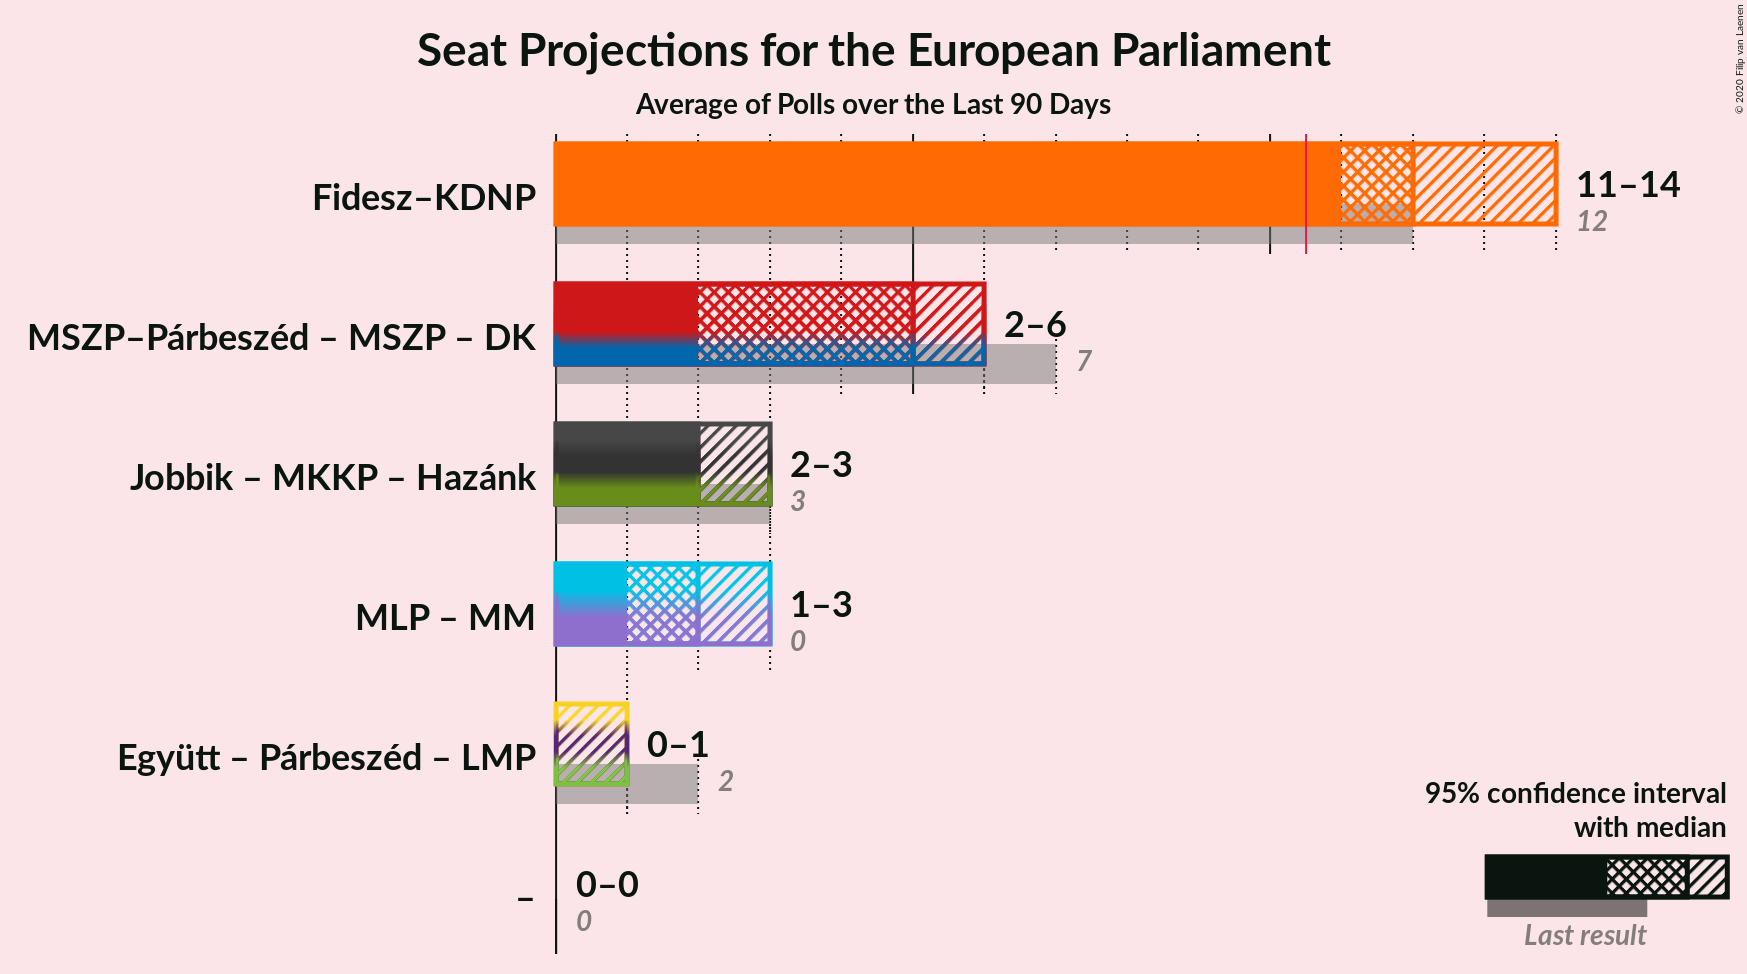 Seat Projections for the European Parliament
Average of Polls over the Last 90 Days
© 2020 Filip van Laenen
Fidesz–KDNP
11–14
12
MSZP–Párbeszéd – MSZP – DK
2–6
7
Jobbik – MKKP – Hazánk
2–3
3
MLP – MM
1–3
0
Együtt – Párbeszéd – LMP
0–1
2
–
0–0
0
95% confidence interval
with median
Last result